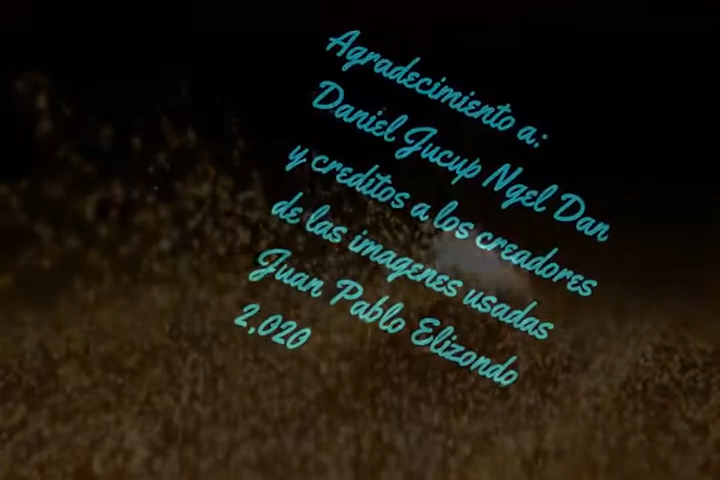 Agradecimiento a:
Daniel Jucup Ngel Dan
y creditos a los creadores
de las imagenes usadas
Juan Pablo Elizondo
2,020